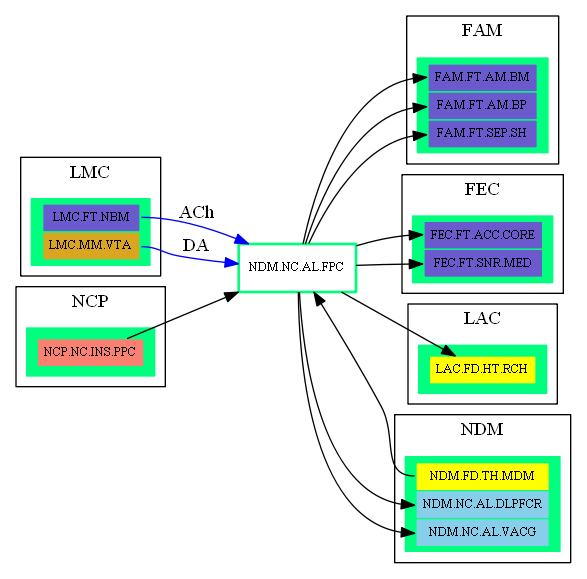 LMC
LMC.FT.NBM
LMC.MM.VTA
ACh
DA
NCP
NCP.NC.INS.PPC
NDM.NC.AL.FPC
FAM
FAM.FT.AM.BM
FAM.FT.AM.BP
FAM.FT.SEP.SH
FEC
FEC.FT.ACC.CORE
FEC.FT.SNR.MED
LAC
LAC.FD.HT.RCH
NDM
NDM.FD.TH.MDM
NDM.NC.AL.DLPFCR
NDM.NC.AL.VACG